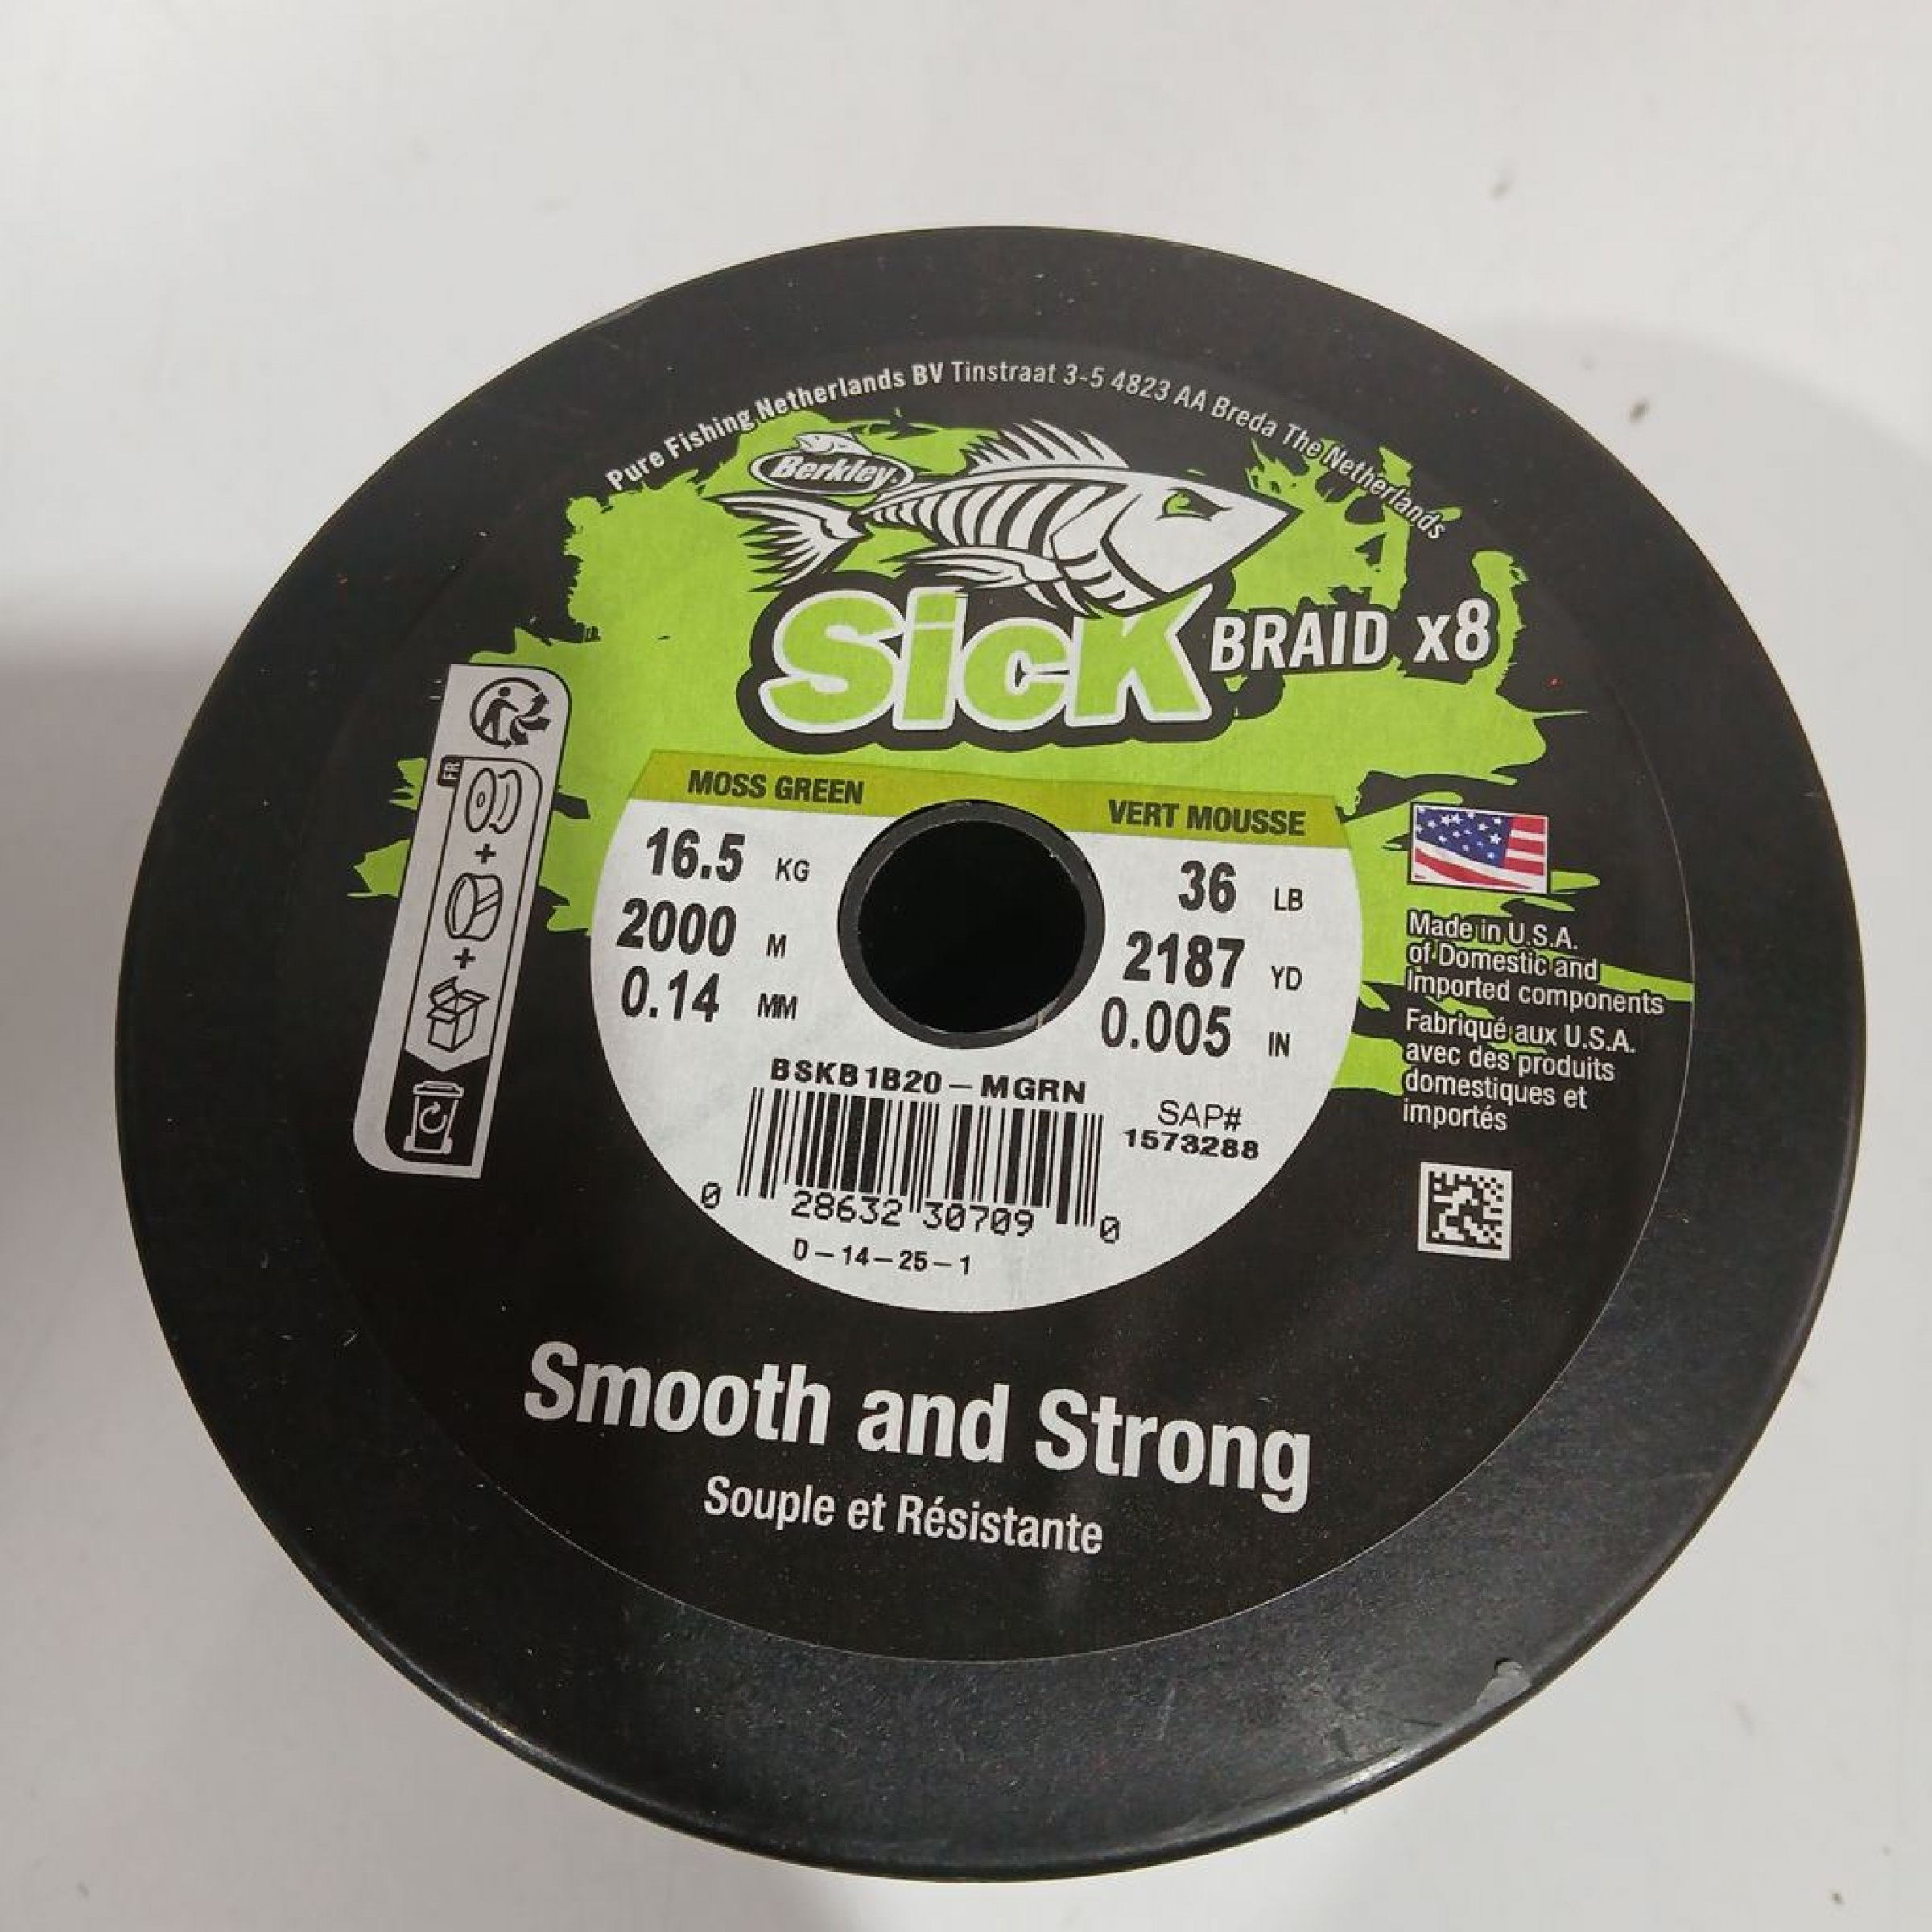 Pure Fishing Netherlands BV Tinstraat 3-5 4823 AA Breda The Netherlands
Berkley
Sick BRAID x8
FR
MOSS GREEN
VERT MOUSSE
16.5 KG
36 LB
2000 M
2187 YD
0.14 MM
0.005 IN
Made in U.S.A.
of Domestic and
Imported components
Fabriqué aux U.S.A.
avec des produits
domestiques et
importés
BSKB1B20-MGRN
SAP#
1573288
0 28632 30709 0
D-14-25-1
Smooth and Strong
Souple et Résistante